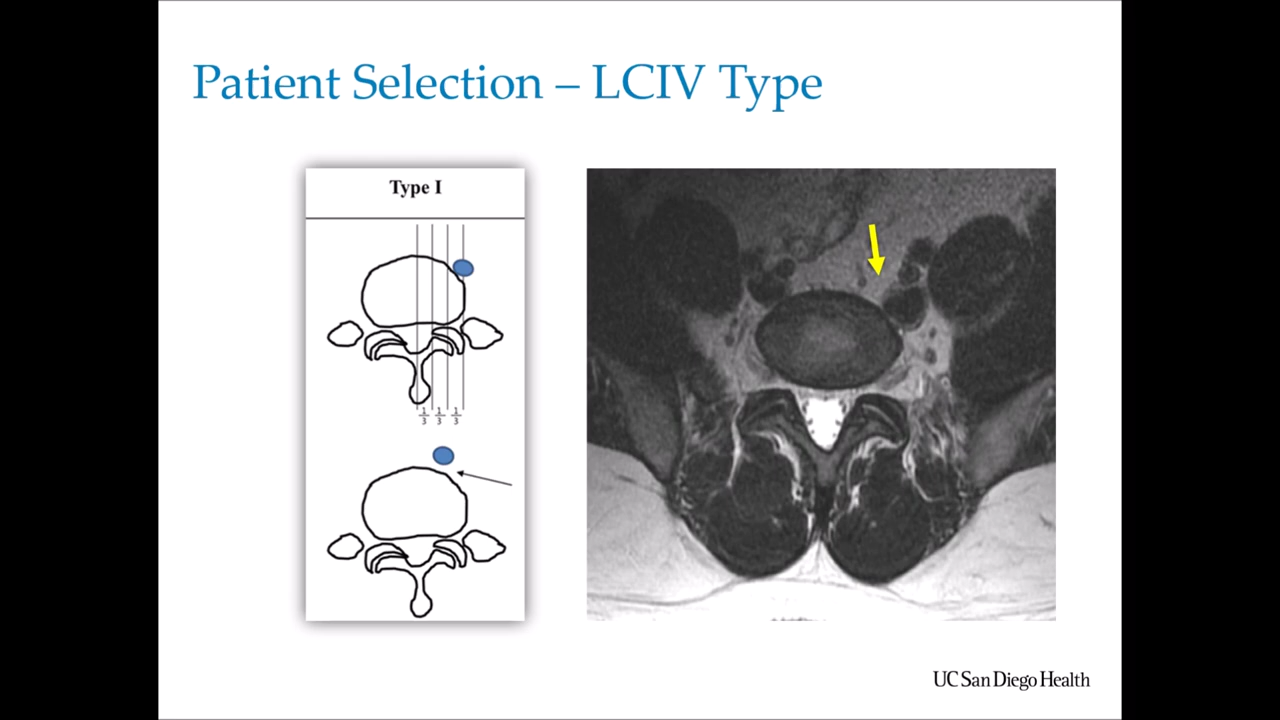 Patient Selection – LCIV Type
Type I
1/3 1/3 1/3
UC San Diego Health